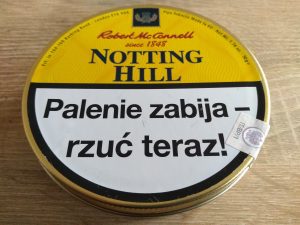 Robert McConnell
since 1848
NOTTING
HILL
Palenie zabija –
rzuć teraz!